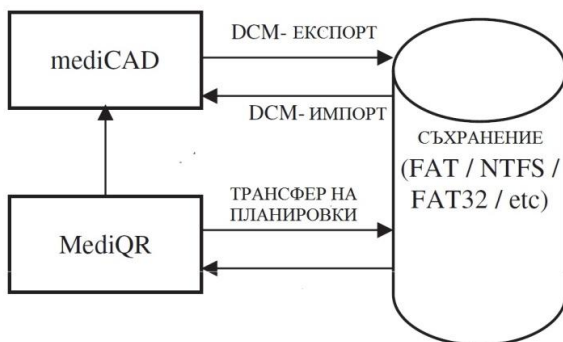 DCM- ЕКСПОРТ
mediCAD
DCM- ИМПОРТ
СЪХРАНЕНИЕ
(FAT / NTFS /
FAT32 / etc)
ТРАНСФЕР НА
ПЛАНИРОВКИ
MediQR